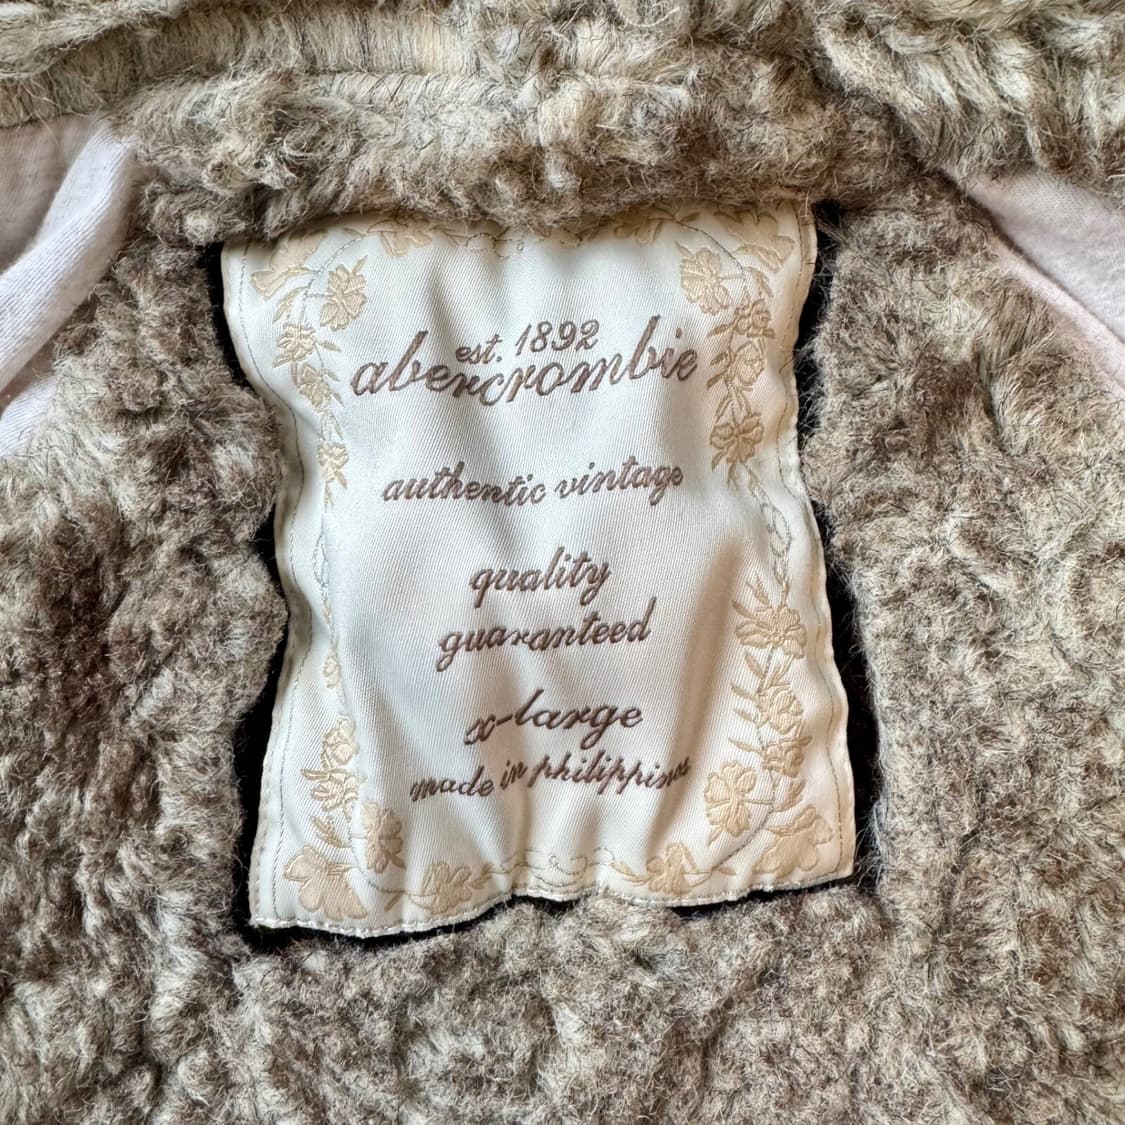 est. 1892
abercrombie
authentic vintage
quality
guaranteed
x-large
made in philippines